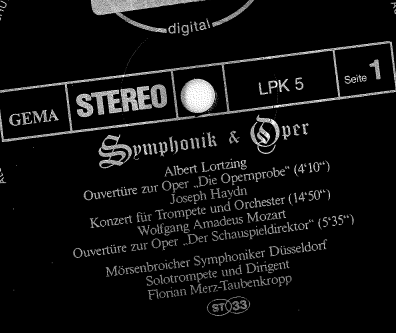 digital
GEMA STEREO LPK 5 Seite 1
Symphonik & Oper
Albert Lortzing
Ouvertüre zur Oper „Die Opernprobe“ (4'10“)
Joseph Haydn
Konzert für Trompete und Orchester (14'50“)
Wolfgang Amadeus Mozart
Ouvertüre zur Oper „Der Schauspieldirektor“ (5'35“)
Mörsenbroicher Symphoniker Düsseldorf
Solotrompete und Dirigent
Florian Merz-Taubenkropp
ST 33